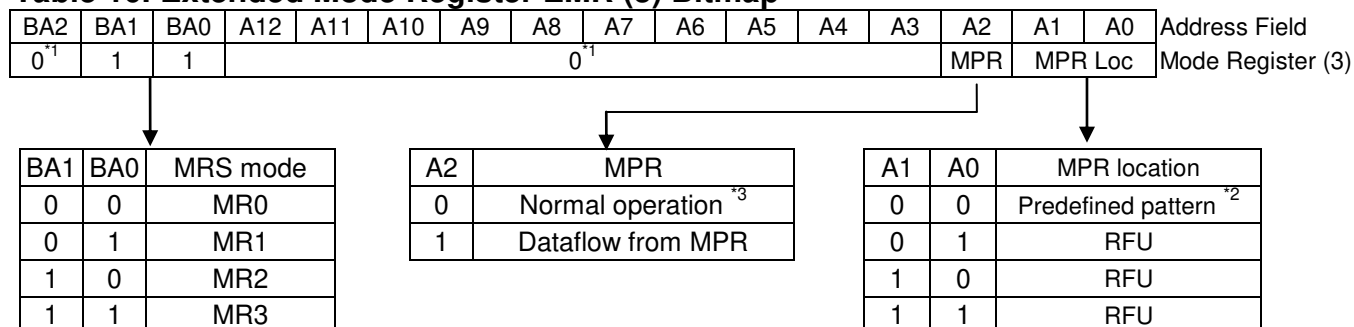 Table 16. Extended Mode Register EMR (3) Bitmap
BA2 BA1 BA0 A12 A11 A10 A9 A8 A7 A6 A5 A4 A3 A2 A1 A0 Address Field
0*1 1 1 0*1 MPR MPR Loc Mode Register (3)
BA1 BA0 MRS mode
0 0 MR0
0 1 MR1
1 0 MR2
1 1 MR3
A2 MPR
0 Normal operation *3
1 Dataflow from MPR
A1 A0 MPR location
0 0 Predefined pattern *2
0 1 RFU
1 0 RFU
1 1 RFU